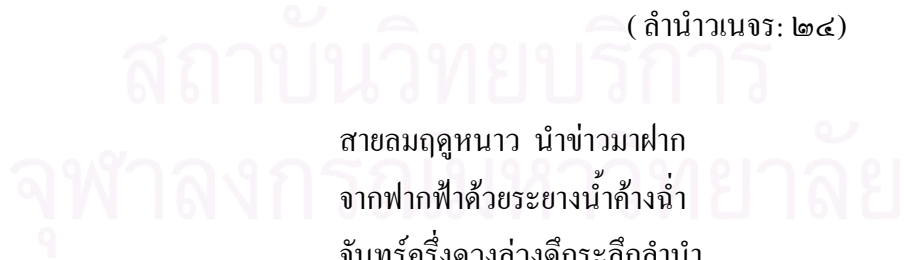 ( ลำนำวเนจร: ๒๔)
สถาบันวิทยบริการ
สายลมฤดูหนาว นำข่าวมาฝาก
จุฬาลงกรณ์มหาวิทยาลัย
จากฟากฟ้าด้วยระยางน้ำค้างฉ่ำ
จันทร์ครึ่งดวงล่วงดึกระลึกลำนำ